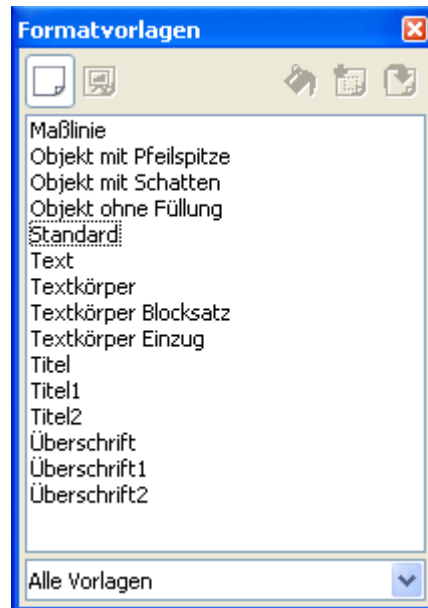 Formatvorlagen
Maßlinie
Objekt mit Pfeilspitze
Objekt mit Schatten
Objekt ohne Füllung
Standard
Text
Textkörper
Textkörper Blocksatz
Textkörper Einzug
Titel
Titel1
Titel2
Überschrift
Überschrift1
Überschrift2
Alle Vorlagen